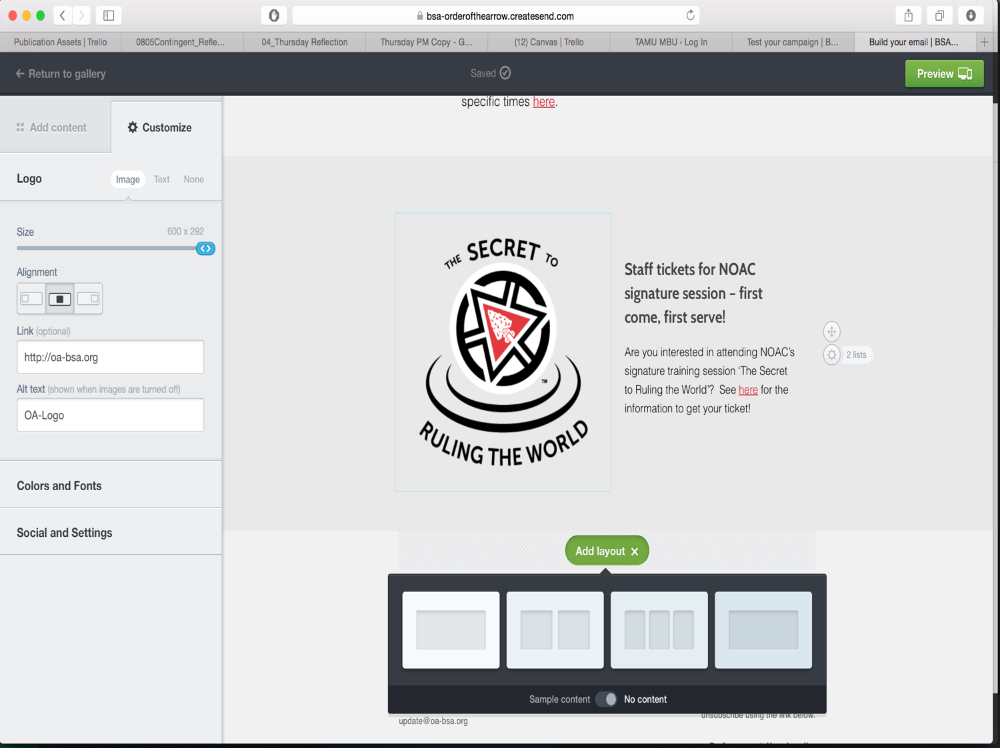 bsa-orderofthearrow.createsend.com
Publication Assets | Trello
0805Contingent_Refle...
04_Thursday Reflection
Thursday PM Copy - G...
(12) Canvas | Trello
TAMU MBU › Log In
Test your campaign | B...
Build your email | BSA...
Return to gallery
Saved
Preview
Add content
Customize
Logo
Image
Text
None
Size
600 x 292
Alignment
Link (optional)
http://oa-bsa.org
Alt text (shown when images are turned off)
OA-Logo
Colors and Fonts
Social and Settings
specific times here.
THE SECRET TO
TM
RULING THE WORLD
Staff tickets for NOAC
signature session – first
come, first serve!
Are you interested in attending NOAC’s
signature training session ‘The Secret
to Ruling the World’?  See here for the
information to get your ticket!
2 lists
Add layout
Sample content
No content
update@oa-bsa.org
unsubscribe using the link below.